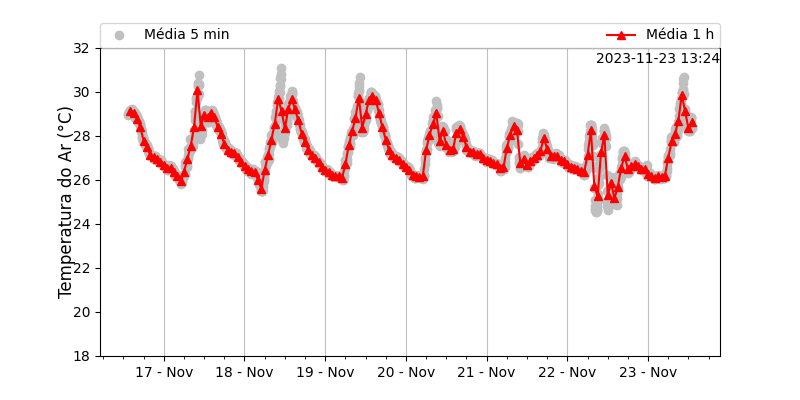 Média 5 min
Média 1 h
2023-11-23 13:24
Temperatura do Ar (°C)
32
30
28
26
24
22
20
18
17 - Nov
18 - Nov
19 - Nov
20 - Nov
21 - Nov
22 - Nov
23 - Nov